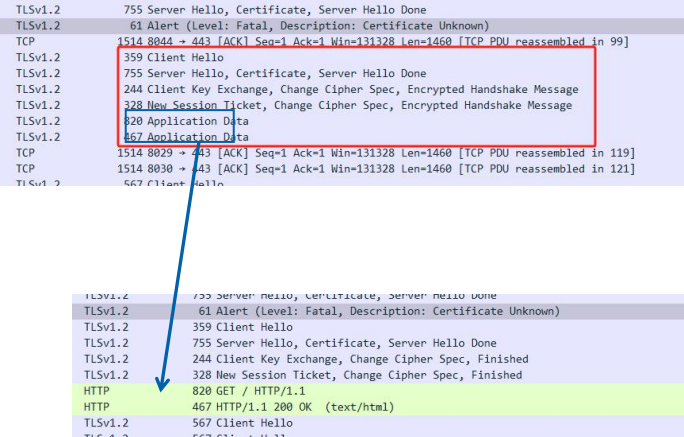 TLSv1.2 755 Server Hello, Certificate, Server Hello Done
TLSv1.2 61 Alert (Level: Fatal, Description: Certificate Unknown)
TCP 1514 8044 → 443 [ACK] Seq=1 Ack=1 Win=131328 Len=1460 [TCP PDU reassembled in 99]
TLSv1.2 359 Client Hello
TLSv1.2 755 Server Hello, Certificate, Server Hello Done
TLSv1.2 244 Client Key Exchange, Change Cipher Spec, Encrypted Handshake Message
TLSv1.2 328 New Session Ticket, Change Cipher Spec, Encrypted Handshake Message
TLSv1.2 820 Application Data
TLSv1.2 467 Application Data
TCP 1514 8029 → 443 [ACK] Seq=1 Ack=1 Win=131328 Len=1460 [TCP PDU reassembled in 119]
TCP 1514 8030 → 443 [ACK] Seq=1 Ack=1 Win=131328 Len=1460 [TCP PDU reassembled in 121]
TLSv1.2 567 Client Hello
TLSv1.2 755 Server Hello, Certificate, Server Hello Done
TLSv1.2 61 Alert (Level: Fatal, Description: Certificate Unknown)
TLSv1.2 359 Client Hello
TLSv1.2 755 Server Hello, Certificate, Server Hello Done
TLSv1.2 244 Client Key Exchange, Change Cipher Spec, Finished
TLSv1.2 328 New Session Ticket, Change Cipher Spec, Finished
HTTP 820 GET / HTTP/1.1
HTTP 467 HTTP/1.1 200 OK (text/html)
TLSv1.2 567 Client Hello